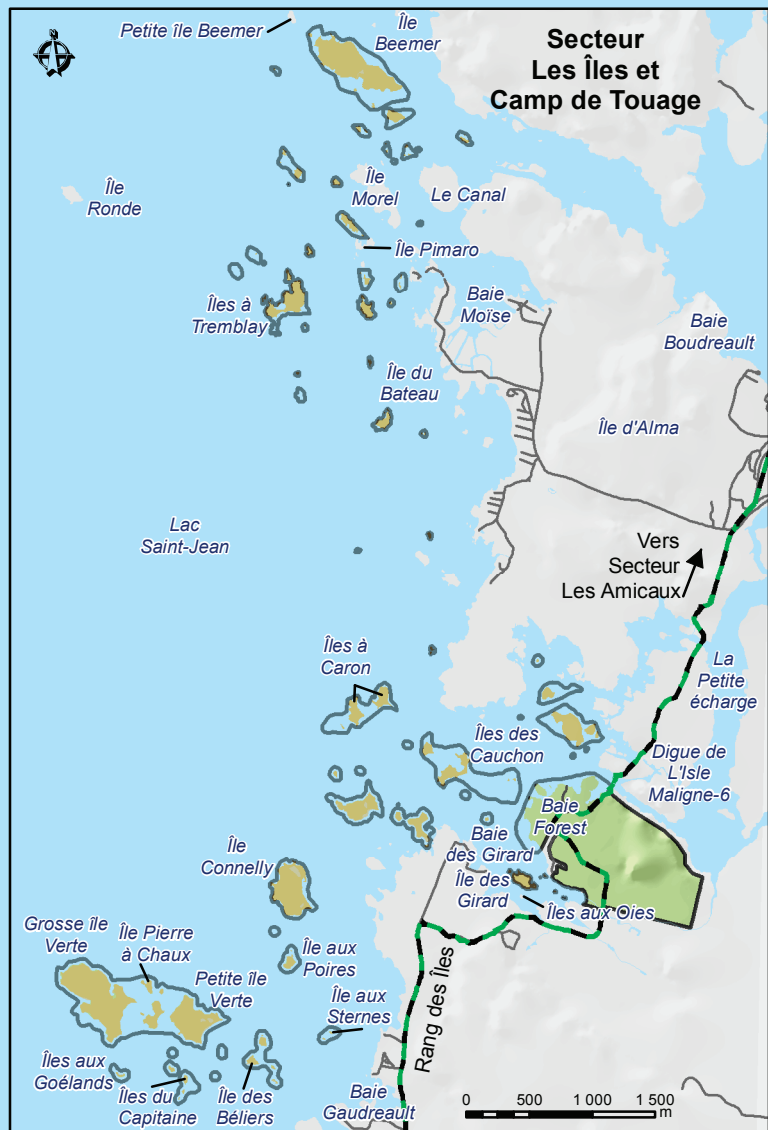 Petite île Beemer
Île
Beemer
Secteur
Les Îles et
Camp de Touage
Île
Ronde
Île
Morel
Le Canal
Île Pimaro
Îles à
Tremblay
Baie
Moïse
Baie
Boudreault
Île du
Bateau
Île d'Alma
Lac
Saint-Jean
Vers
Secteur
Les Amicaux
Îles à
Caron
La
Petite
écharge
Îles des
Cauchon
Digue de
L'Isle
Maligne-6
Baie
Forest
Baie
des Girard
Île
Connelly
Île des
Girard
Îles aux Oies
Grosse île
Verte
Île Pierre
à Chaux
Petite île
Verte
Île aux
Poires
Île aux
Sternes
Rang des Îles
Îles aux
Goélands
Îles du
Capitaine
Île des
Béliers
Baie
Gaudreault
0 500 1 000 1 500
m